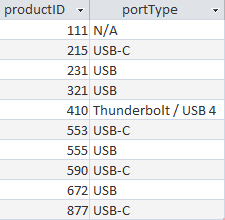 productID portType
111 N/A
215 USB-C
231 USB
321 USB
410 Thunderbolt / USB 4
553 USB-C
555 USB
590 USB-C
672 USB
877 USB-C